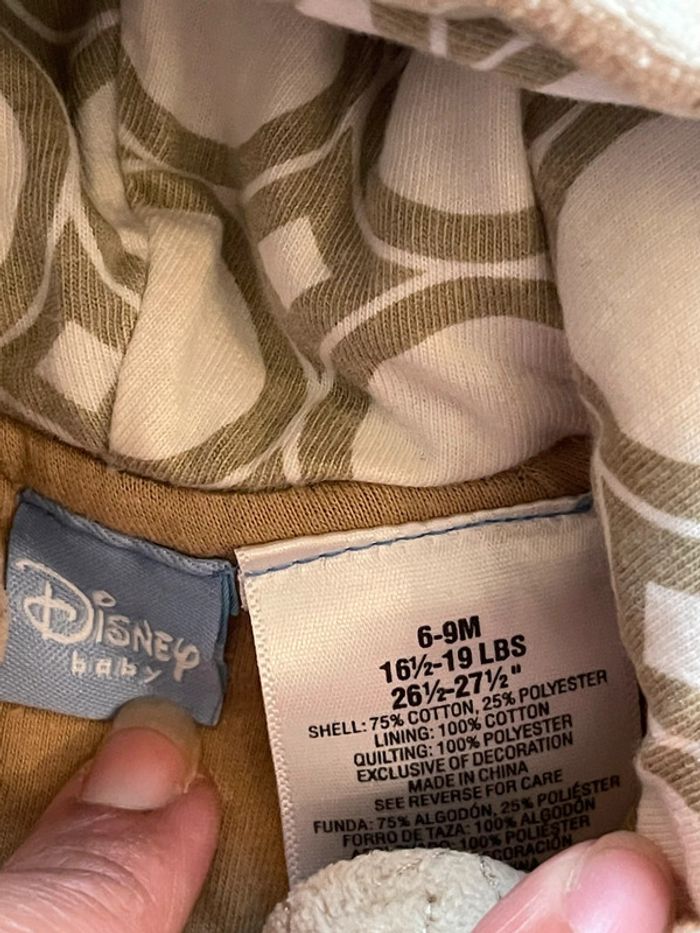 Disney
baby
6-9M
16½-19 LBS
26½-27½"
SHELL: 75% COTTON, 25% POLYESTER
LINING: 100% COTTON
QUILTING: 100% POLYESTER
EXCLUSIVE OF DECORATION
MADE IN CHINA
SEE REVERSE FOR CARE
FUNDA: 75% ALGODÓN, 25% POLIÉSTER
FORRO DE TAZA: 100% ALGODÓN
100% POLIÉSTER